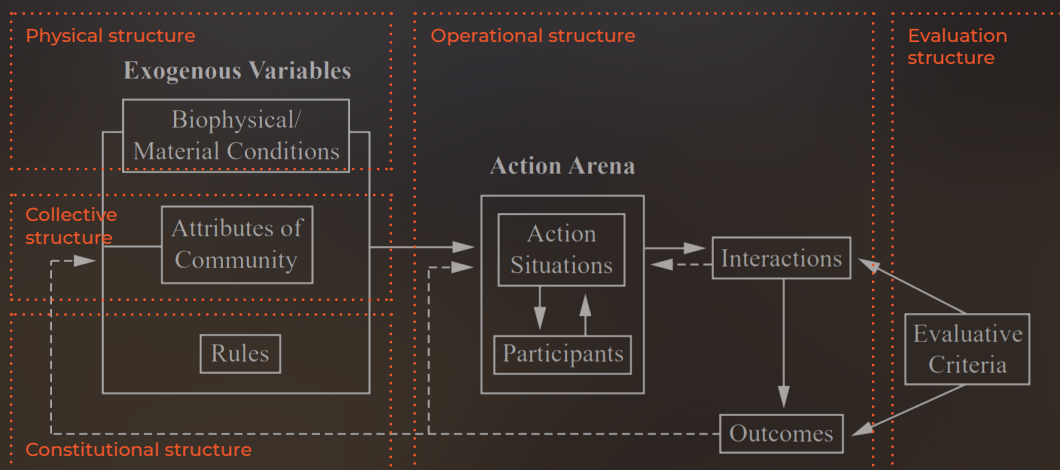 Physical structure
Exogenous Variables
Biophysical/
Material Conditions
Collective
structure
Attributes of
Community
Rules
Constitutional structure
Operational structure
Action Arena
Action
Situations
Participants
Interactions
Outcomes
Evaluation
structure
Evaluative
Criteria